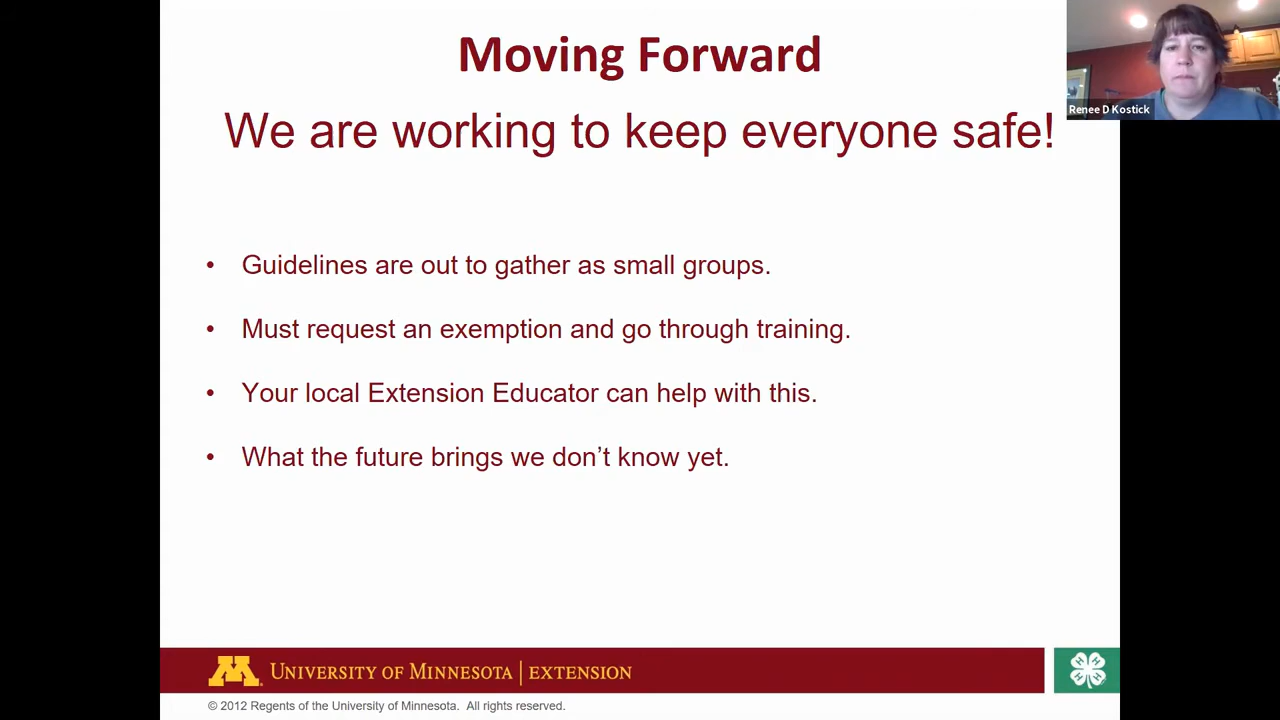 Moving Forward
We are working to keep everyone safe!
Renee D Kostick
• Guidelines are out to gather as small groups.
• Must request an exemption and go through training.
• Your local Extension Educator can help with this.
• What the future brings we don’t know yet.
M UNIVERSITY OF MINNESOTA | EXTENSION
H H H H
© 2012 Regents of the University of Minnesota. All rights reserved.